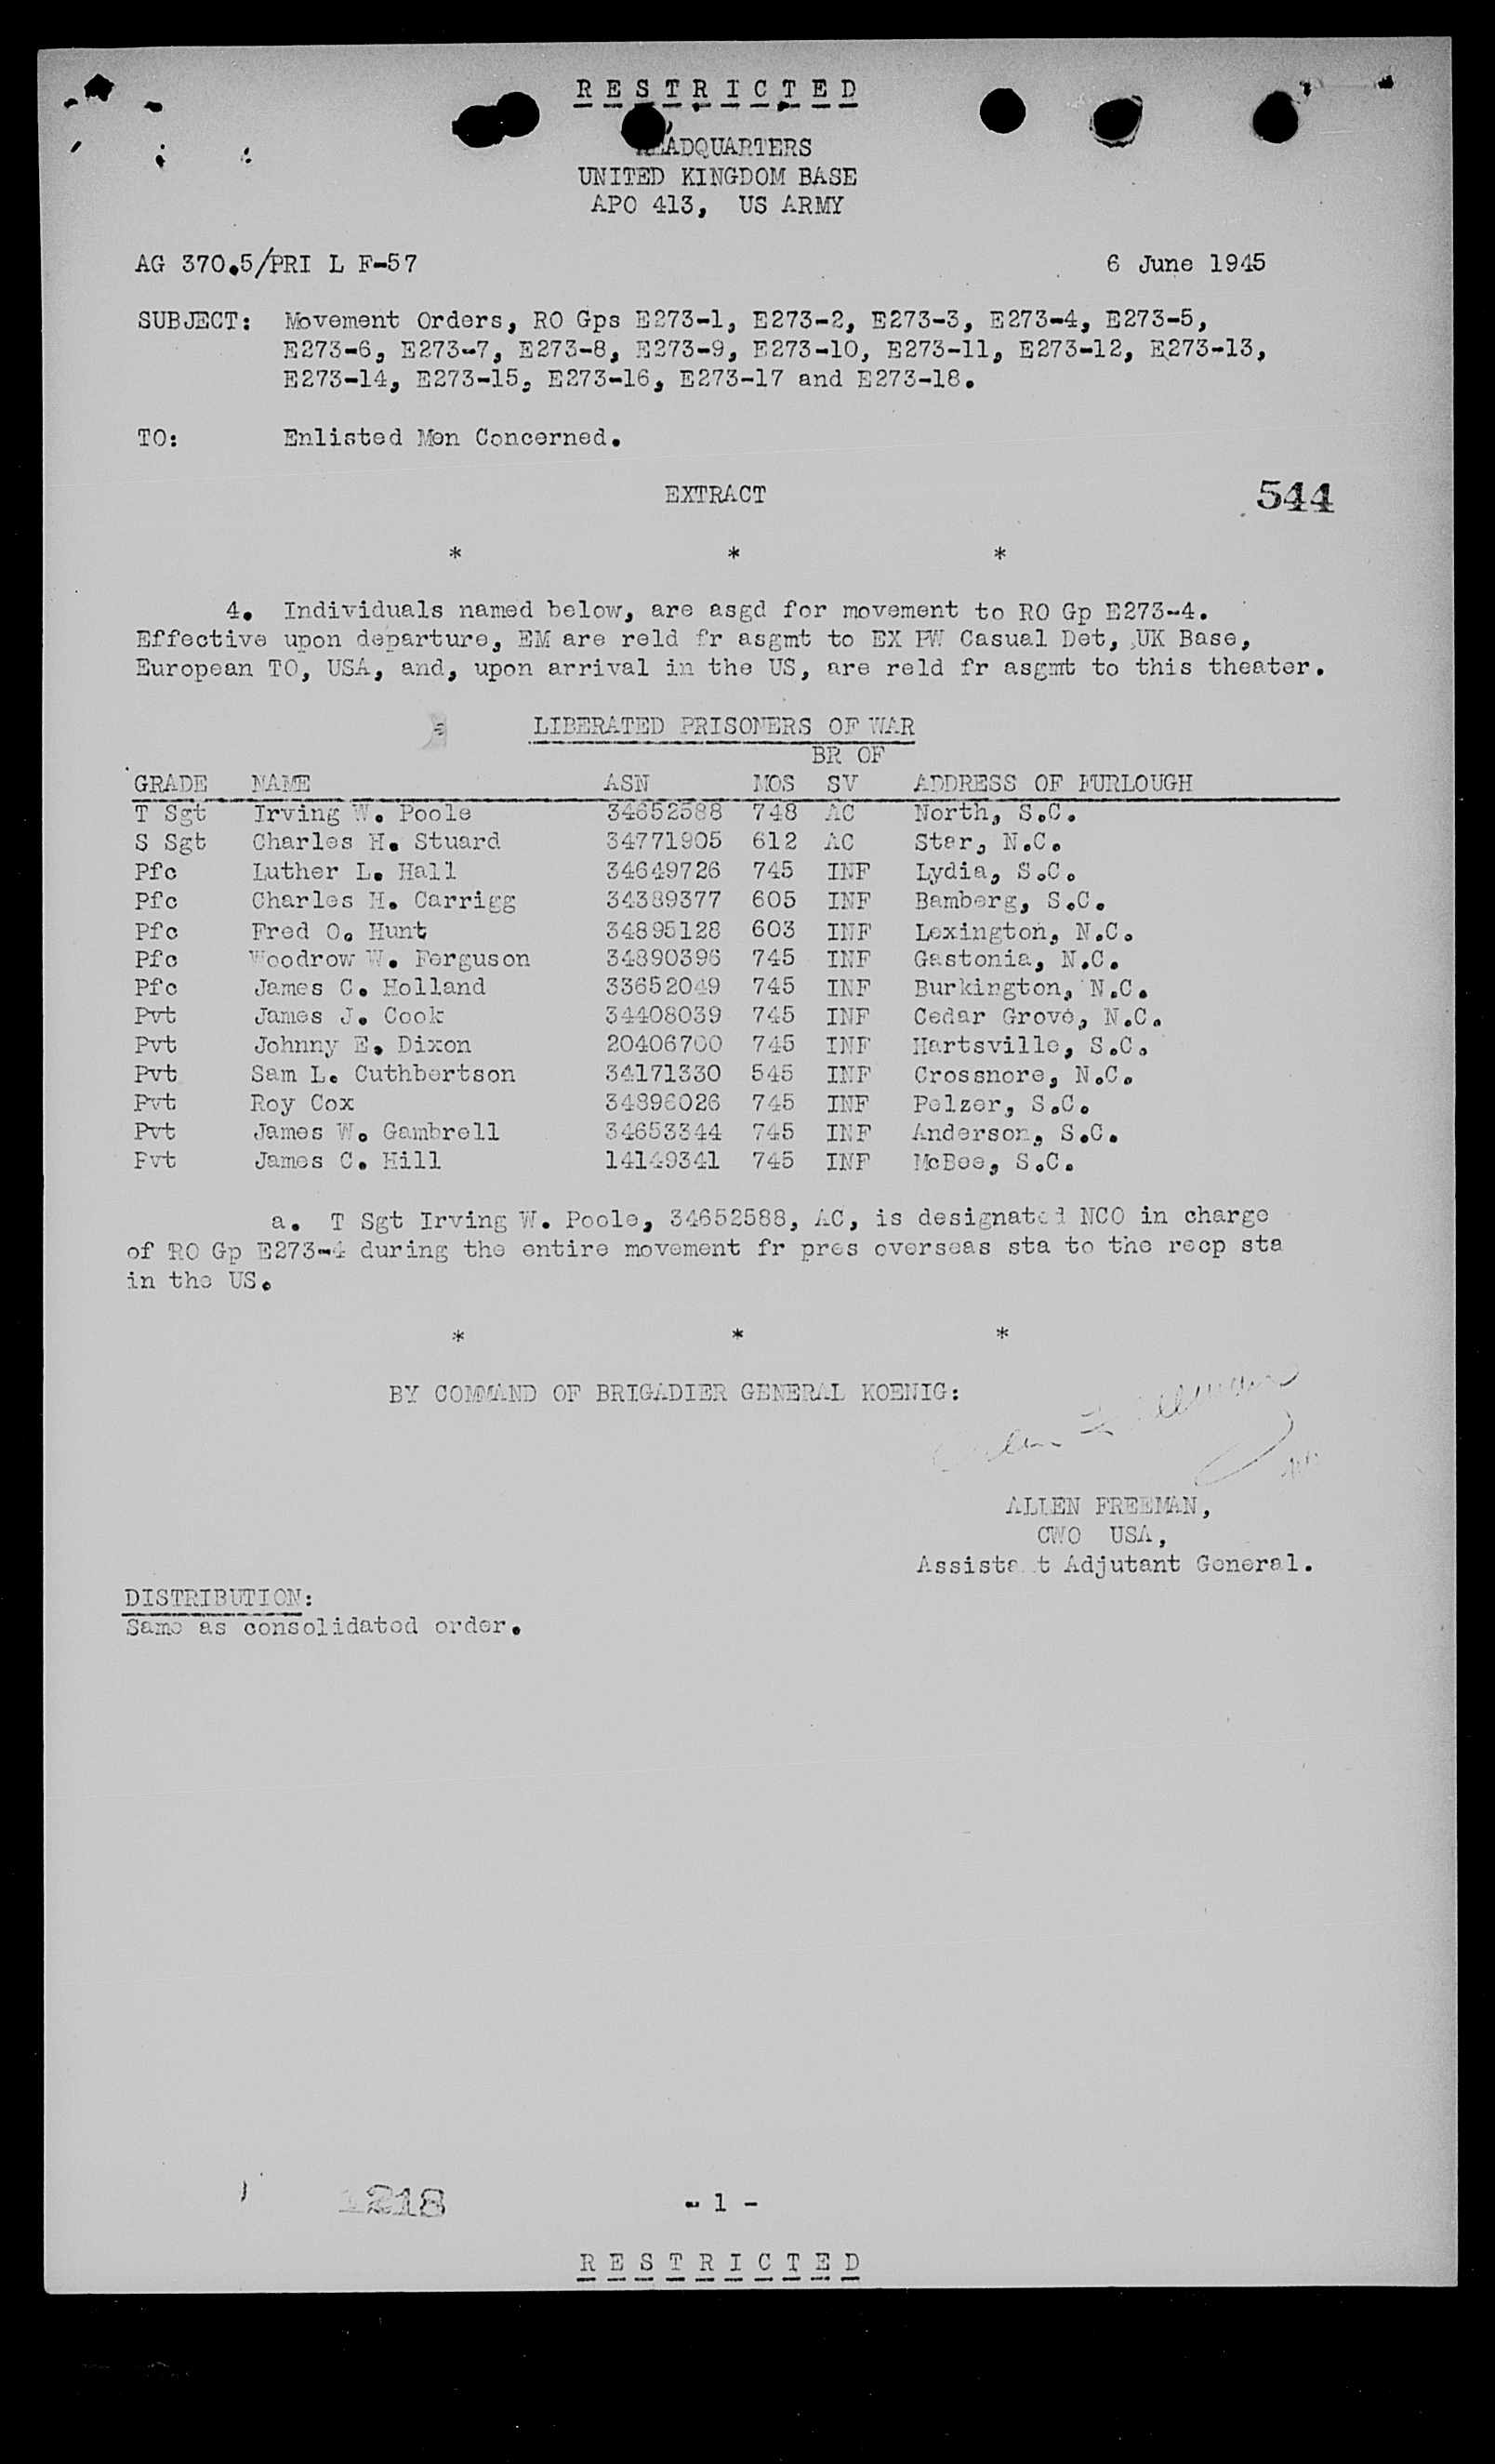 RESTRICTED
HEADQUARTERS
UNITED KINGDOM BASE
APO 413, US ARMY
AG 370.5/PRI L F-57 6 June 1945
SUBJECT: Movement Orders, RO Gps E273-1, E273-2, E273-3, E273-4, E273-5,
E273-6, E273-7, E273-8, E273-9, E273-10, E273-11, E273-12, E273-13,
E273-14, E273-15, E273-16, E273-17 and E273-18.
TO: Enlisted Men Concerned.
EXTRACT 544
* * *
4. Individuals named below, are asgd for movement to RO Gp E273-4.
Effective upon departure, EM are reld fr asgmt to EX PW Casual Det, UK Base,
European TO, USA, and, upon arrival in the US, are reld fr asgmt to this theater.
LIBERATED PRISONERS OF WAR
BR OF
GRADE NAME ASN MOS SV ADDRESS OF FURLOUGH
T Sgt Irving W. Poole 34652588 748 AC North, S.C.
S Sgt Charles H. Stuard 34771905 612 AC Star, N.C.
Pfc Luther L. Hall 34649726 745 INF Lydia, S.C.
Pfc Charles H. Carrigg 34389377 605 INF Bamberg, S.C.
Pfc Fred O. Hunt 34895128 603 INF Lexington, N.C.
Pfc Woodrow W. Ferguson 34890396 745 INF Gastonia, N.C.
Pfc James C. Holland 33652049 745 INF Burkington, N.C.
Pvt James J. Cook 34408039 745 INF Cedar Grove, N.C.
Pvt Johnny E. Dixon 20406700 745 INF Hartsville, S.C.
Pvt Sam L. Cuthbertson 34171330 545 INF Crossnore, N.C.
Pvt Roy Cox 34896026 745 INF Pelzer, S.C.
Pvt James W. Gambrell 34653344 745 INF Anderson, S.C.
Pvt James C. Hill 14149341 745 INF McBee, S.C.
a. T Sgt Irving W. Poole, 34652588, AC, is designated NCO in charge
of RO Gp E273-4 during the entire movement fr pres overseas sta to the recp sta
in the US.
* * *
BY COMMAND OF BRIGADIER GENERAL KOENIG:
ALLEN FREEMAN,
CWO USA,
Assistant Adjutant General.
DISTRIBUTION:
Same as consolidated order.
1218 - 1 -
RESTRICTED